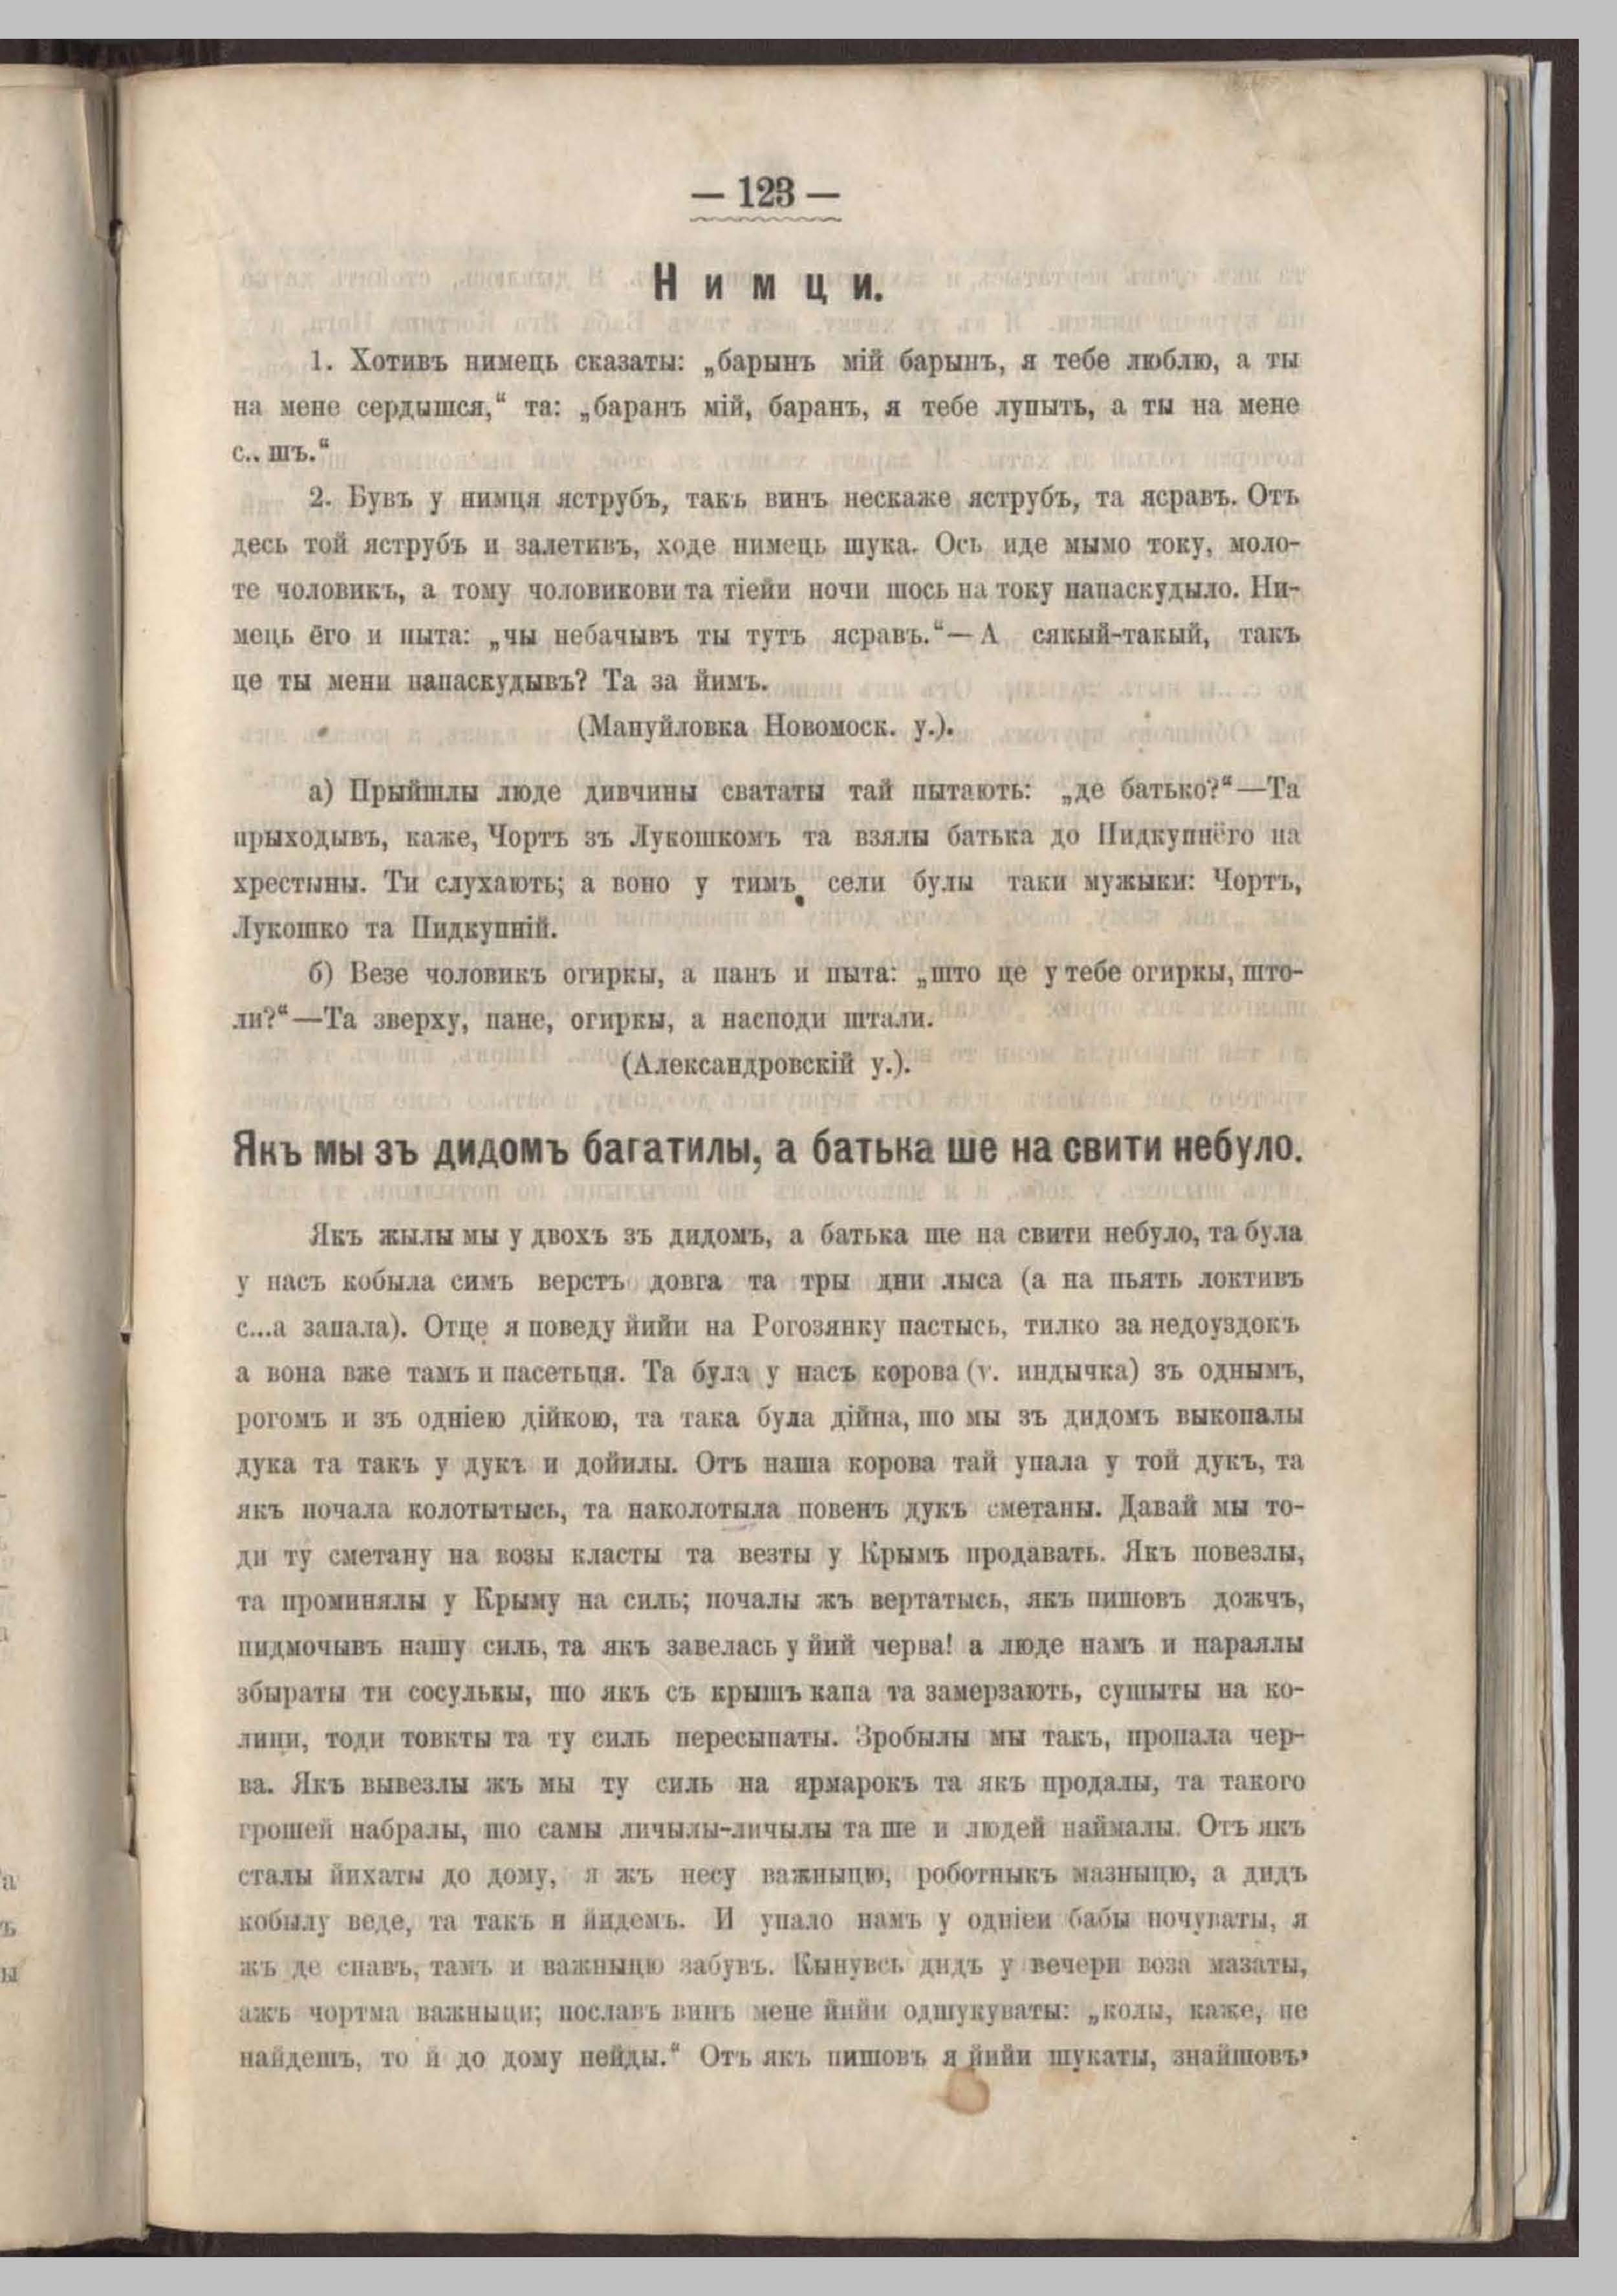 — 123 —
Нимци.
1. Хотивъ нимець сказаты: „барынъ мій барынъ, я тебе люблю, а ты
на мене сердышся,“ та: „баранъ мій, баранъ, я тебе лупыть, а ты на мене
с.. шъ.“
2. Бувъ у нимця яструбъ, такъ винъ нескаже яструбъ, та ясравъ. Отъ
десь той яструбъ и залетивъ, ходе нимець шука. Ось иде мымо току, моло-
те чоловикъ, а тому чоловикови та тіейи ночи шось на току напаскудыло. Ни-
мець ёго и пыта: „чы небачывъ ты тутъ ясравъ.“—А сякый-такый, такъ
це ты мени напаскудывъ? Та за йимъ.
(Мануйловка Новомоск. у.).
а) Прыйшлы люде дивчины сватать тай пытають: „де батько?“—Та
прыходывъ, каже, Чортъ зъ Лукошкомъ та взялы батька до Пидкупнёго на
хрестыны. Ти слухають; а воно у тимъ сели булы таки мужыки: Чортъ,
Лукошко та Пидкупній.
б) Везе чоловикъ огиркы, а панъ и пыта: „што це у тебе огиркы, што-
ли?“—Та зверху, пане, огиркы, а насподи штали.
(Александровскій у.).
Якъ мы зъ дидомъ багатилы, а батька ше на свити небуло.
Якъ жылы мы у двохъ зъ дидомъ, а батька ше на свити небуло, та була
у насъ кобыла симъ верстъ довга та тры дни лыса (а на пьять локтивъ
с...а запала). Отце я поведу йийи на Рогозянку пастысь, тилко за недоуздокъ
а вона вже тамъ и пасетьця. Та була у насъ корова (v. индычка) зъ однымъ,
рогомъ и зъ одніею дійкою, та така була дійна, шо мы зъ дидомъ выкопалы
дука та такъ у дукъ и дойилы. Отъ наша корова тай упала у той дукъ, та
якъ почала колотытысь, та наколотыла повенъ дукъ сметаны. Давай мы то-
ди ту сметану на возы класты та везты у Крымъ продавать. Якъ повезлы,
та проминялы у Крыму на силь; почалы жъ вертатысь, якъ пишовъ дожчъ,
пидмочывъ нашу силь, та якъ завелась у йий черва! а люде намъ и параялы
збыраты ти сосулькы, шо якъ съ крышъ капа та замерзають, сушыты на ко-
лини, тоди товкты та ту силь пересыпаты. Зробылы мы такъ, пропала чер-
ва. Якъ вывезлы жъ мы ту силь на ярмарокъ та якъ продалы, та такого
грошей набралы, шо самы личылы-личылы та ше и людей наймалы. Отъ якъ
сталы йихаты до дому, я жъ несу важныцю, роботныкъ мазныцю, а дидъ
кобылу веде, та такъ и йидемъ. И упало намъ у одніеи бабы ночуваты, я
жъ де спавъ, тамъ и важныцю забувъ. Кынувсь дидъ у вечери воза мазаты,
ажъ чортма важныци; пославъ винъ мене йийи одшукуваты: „колы, каже, не
найдешъ, то й до дому нейды.“ Отъ якъ пишовъ я йийи шукаты, знайшовъ,